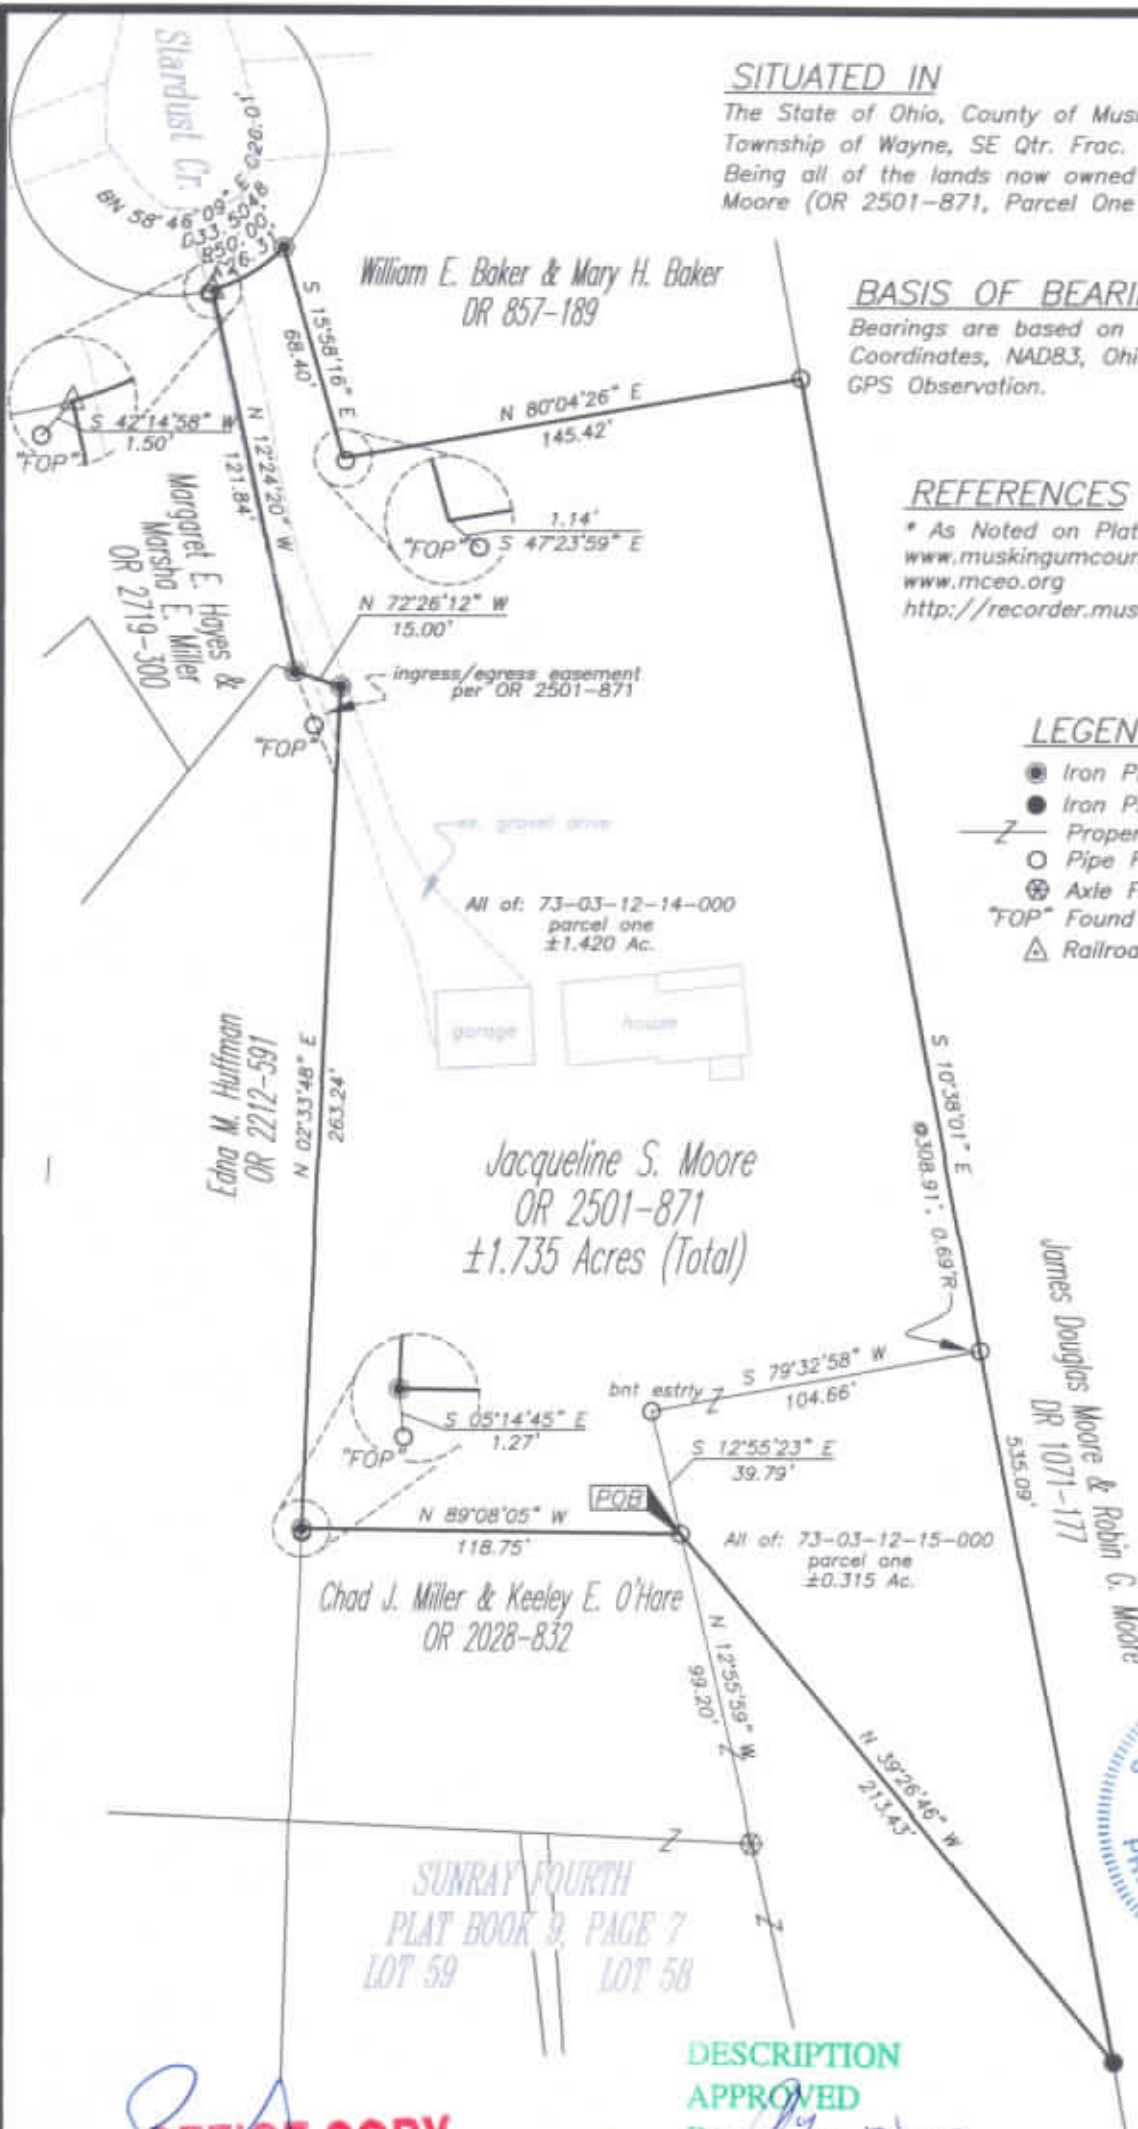 Stardust Cr.
SITUATED IN
The State of Ohio, County of Mus
Township of Wayne, SE Qtr. Frac.
Being all of the lands now owned
Moore (OR 2501-871, Parcel One
William E. Baker & Mary H. Baker
DR 857-189
BASIS OF BEARI
Bearings are based on
Coordinates, NAD83, Ohi
GPS Observation.
S 15°58'16" E
68.40'
N 80°04'26" E
145.42'
S 42°14'58" W
1.50'
"FOP"
N 12°24'20" W
121.84'
1.14'
"FOP" S 47°23'59" E
REFERENCES
* As Noted on Plat
www.muskingumcoun
www.mceo.org
http://recorder.mus
Margaret E. Hayes &
Marsha E. Miller
OR 2719-300
N 72°26'12" W
15.00'
ingress/egress easement
per OR 2501-871
"FOP"
LEGEN
Iron P
Iron P
Z Proper
Pipe F
Axle F
"FOP" Found
Railroa
ex. gravel drive
All of: 73-03-12-14-000
parcel one
±1.420 Ac.
garage
house
Edna M. Huffman
OR 2212-591
N 02°33'48" E
263.24'
S 10°38'01" E
@308.91', 0.69'R
Jacqueline S. Moore
OR 2501-871
±1.735 Acres (Total)
James Douglas Moore & Robin G. Moore
DR 1071-177
535.09'
bnt estrly Z
S 79°32'58" W
104.66'
S 05°14'45" E
1.27'
"FOP"
S 12°55'23" E
39.79'
POB
N 89°08'05" W
118.75'
All of: 73-03-12-15-000
parcel one
±0.315 Ac.
Chad J. Miller & Keeley E. O'Hare
OR 2028-832
N 12°55'59" W
99.20'
Z
N 39°26'46" W
213.43'
Z
Z
SUNRAY FOURTH
PLAT BOOK 9, PAGE 7
LOT 59 LOT 58
DESCRIPTION
APPROVED
OFFICE COPY